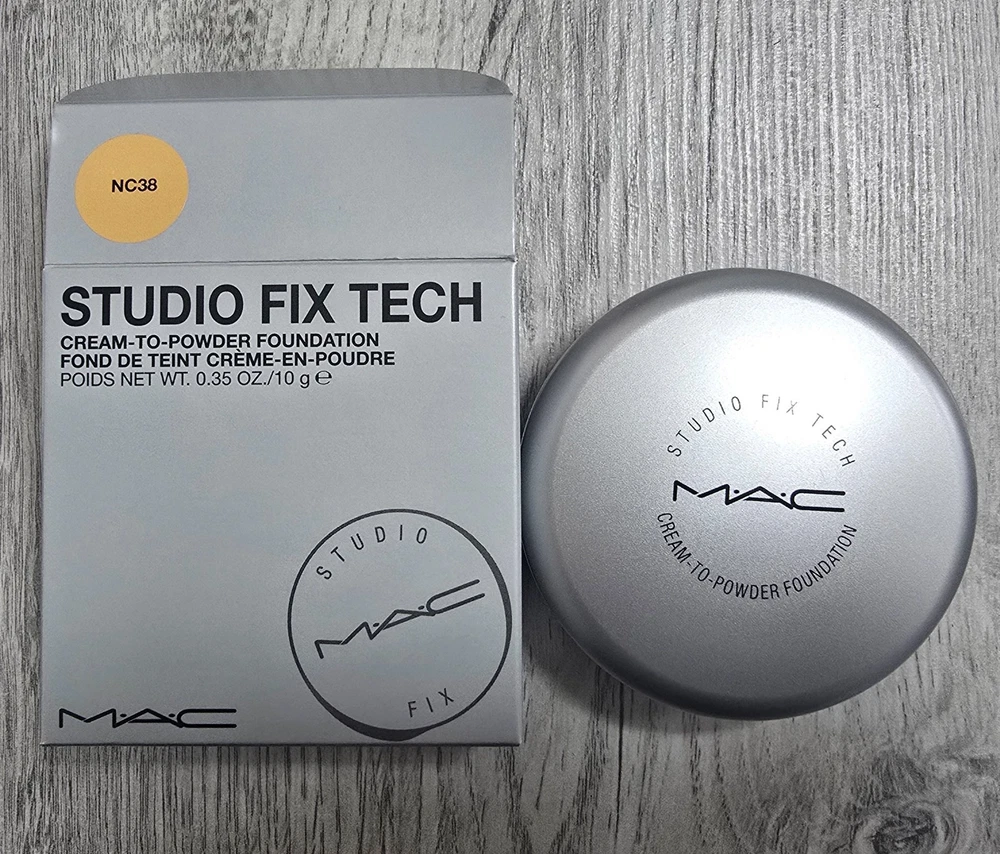 NC38
STUDIO FIX TECH
CREAM-TO-POWDER FOUNDATION
FOND DE TEINT CRÈME-EN-POUDRE
POIDS NET WT. 0.35 OZ./10 g ℮
STUDIO
M·A·C
FIX
M·A·C
STUDIO FIX TECH
M·A·C
CREAM-TO-POWDER FOUNDATION